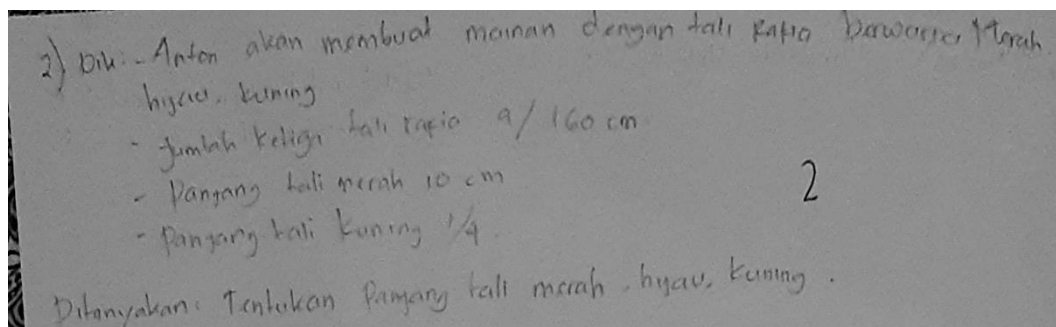 2) Dik: - Anton akan membuat mainan dengan tali Rafia berwarna Merah
hijau, kuning
- Jumlah Ketiga tali rafia a/ 160 cm
- Panjang tali merah 10 cm
2
- Panjang tali kuning 1/4
Ditanyakan: Tentukan Panjang tali merah, hijau, kuning.